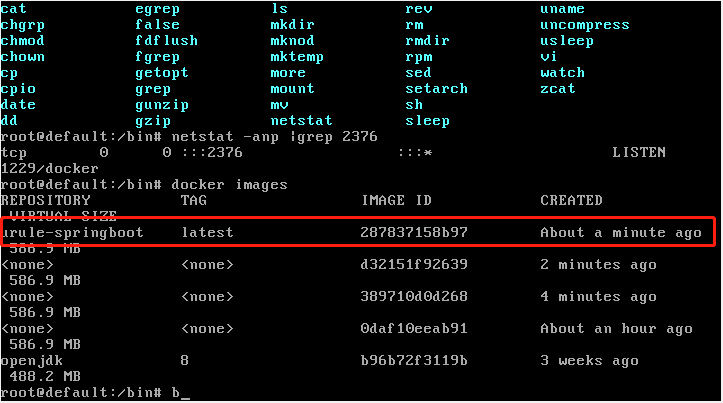 cat egrep ls rev uname
chgrp false mkdir rm uncompress
chmod fdflush mknod rmdir usleep
chown fgrep mktemp rpm vi
cp getopt more sed watch
cpio grep mount setarch zcat
date gunzip mv sh
dd gzip netstat sleep
root@default:/bin# netstat -anp |grep 2376
tcp 0 0 :::2376 :::* LISTEN
1229/docker
root@default:/bin# docker images
REPOSITORY TAG IMAGE ID CREATED
VIRTUAL SIZE
urule-springboot latest 287837158b97 About a minute ago
586.9 MB
<none> <none> d32151f92639 2 minutes ago
586.9 MB
<none> <none> 389710d0d268 4 minutes ago
586.9 MB
<none> <none> 0daf10eeab91 About an hour ago
586.9 MB
openjdk 8 b96b72f3119b 3 weeks ago
488.2 MB
root@default:/bin# b_